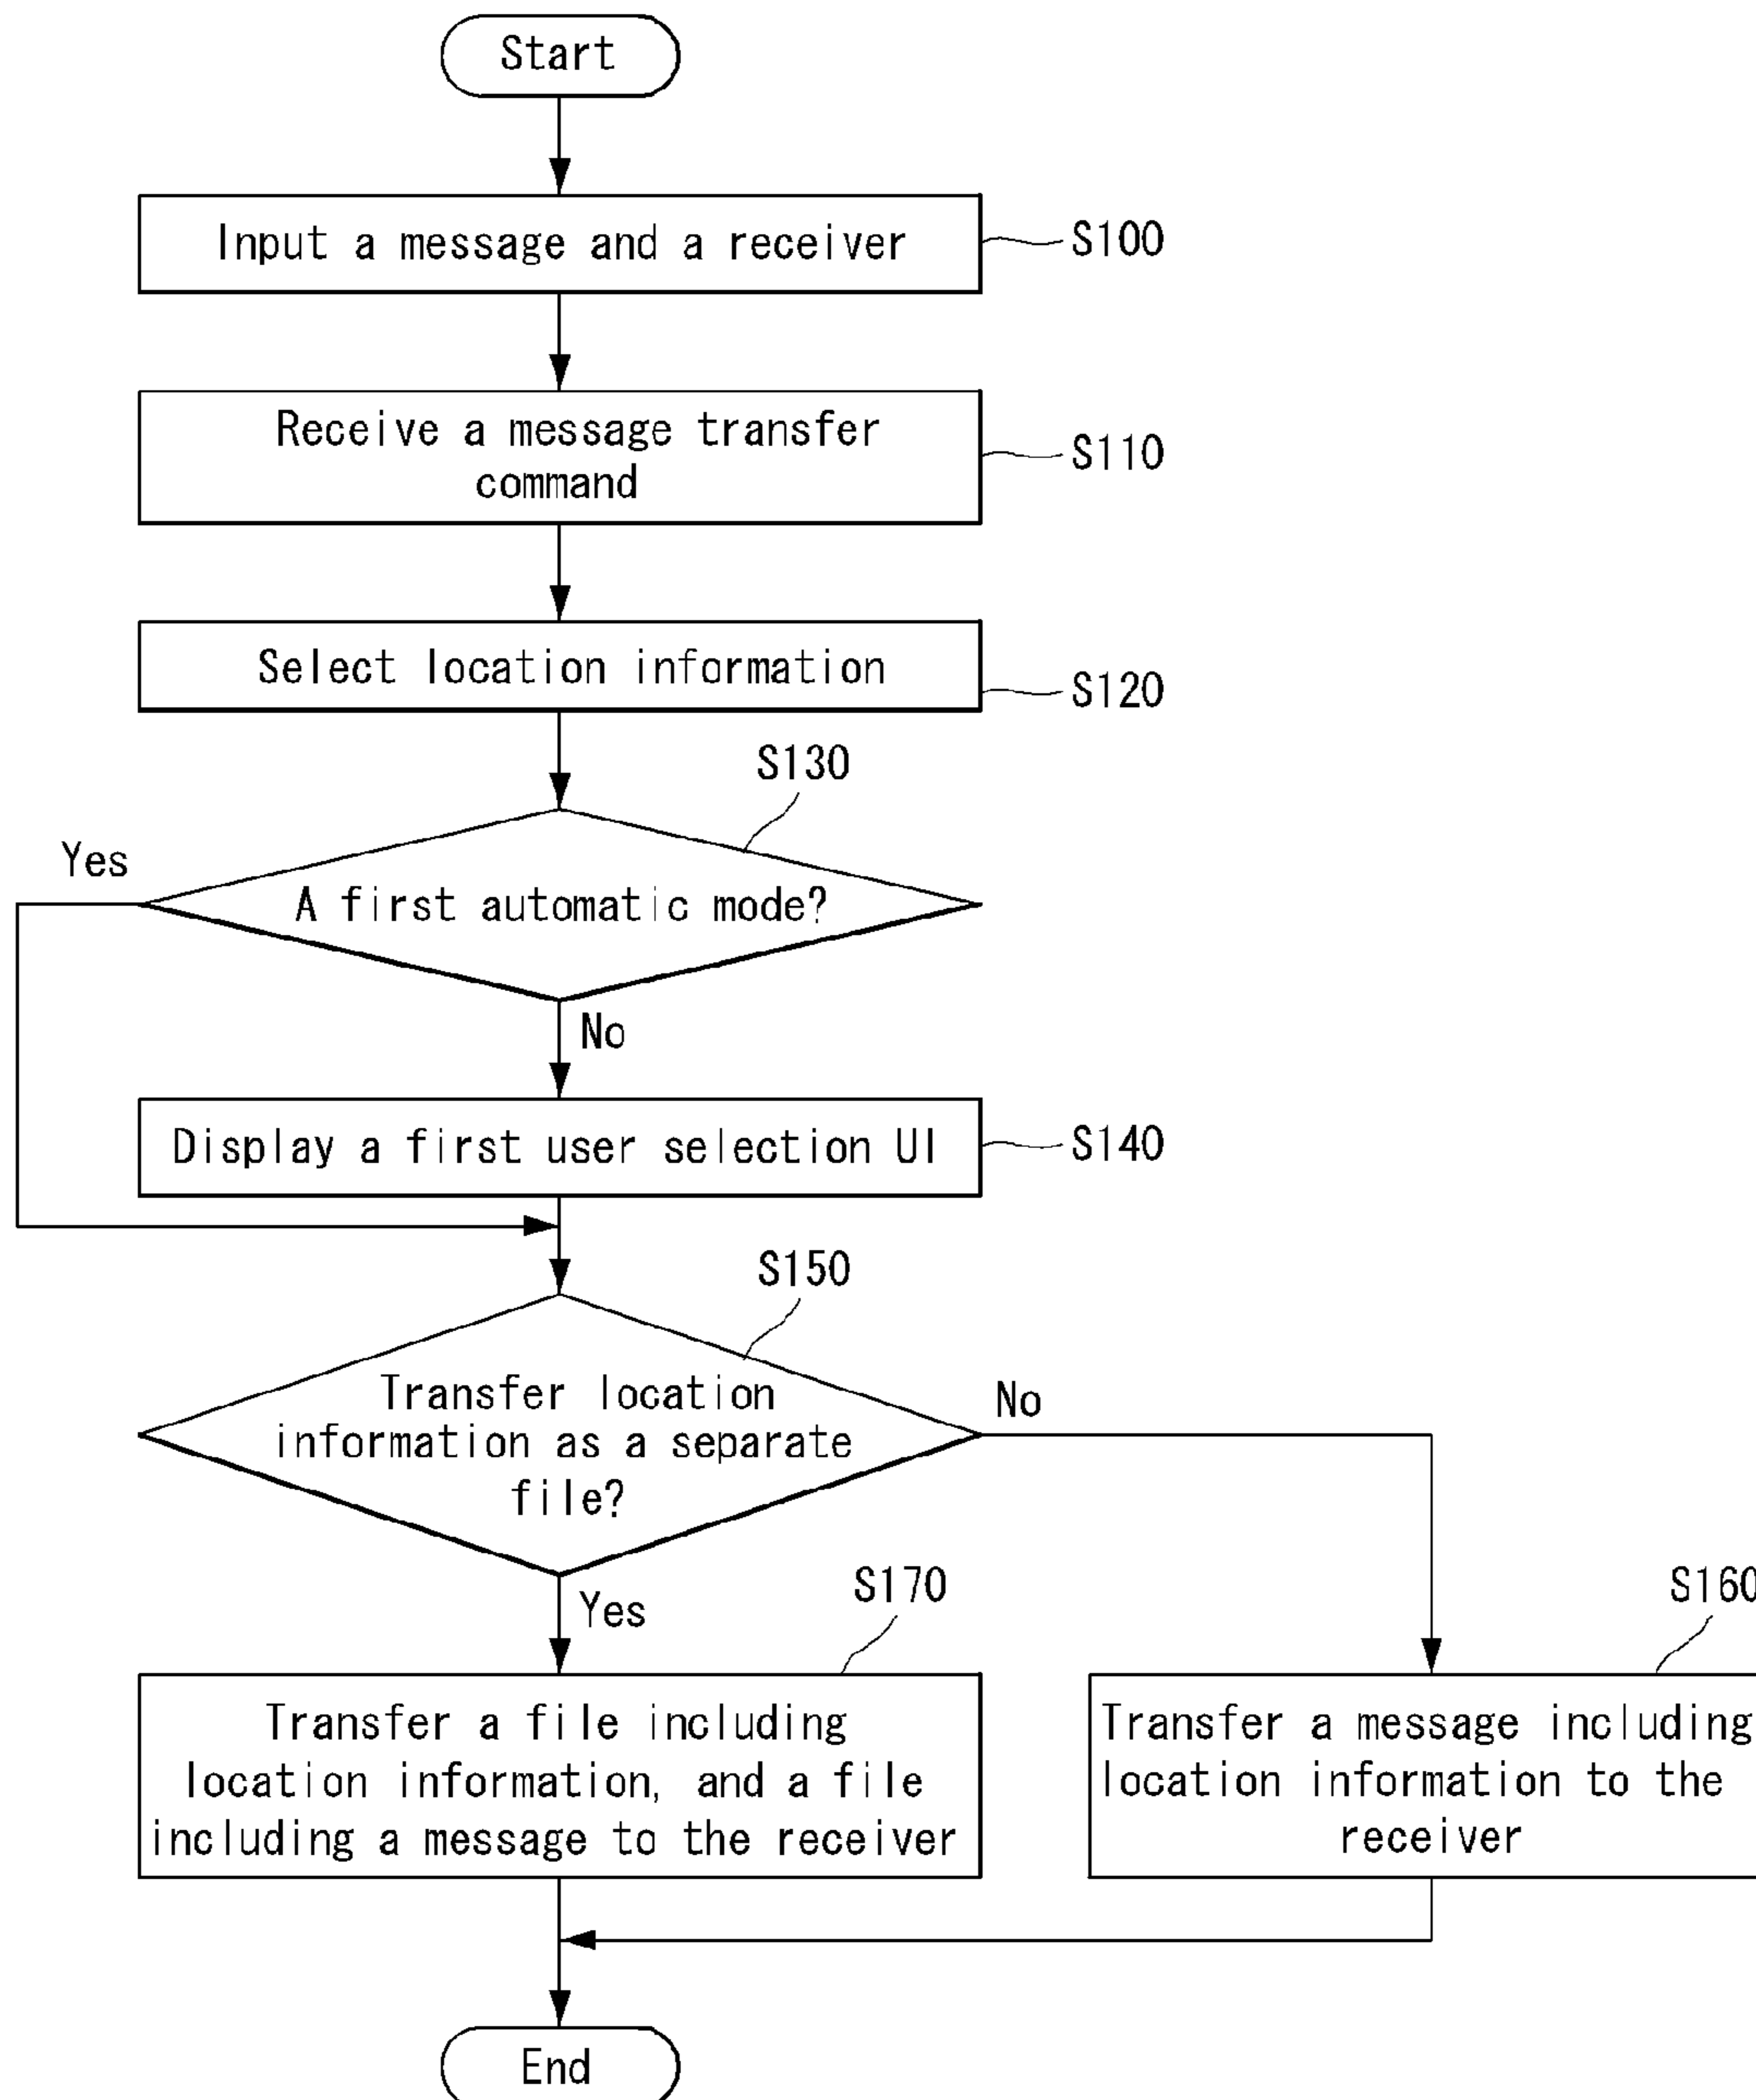 Start
Input a message and a receiver
S100
Receive a message transfer
command
S110
Select location information
S120
S130
Yes
A first automatic mode?
No
Display a first user selection UI
S140
S150
Transfer location
information as a separate
file?
No
Yes
S170
S160
Transfer a file including
location information, and a file
including a message to the receiver
Transfer a message including
location information to the
receiver
End